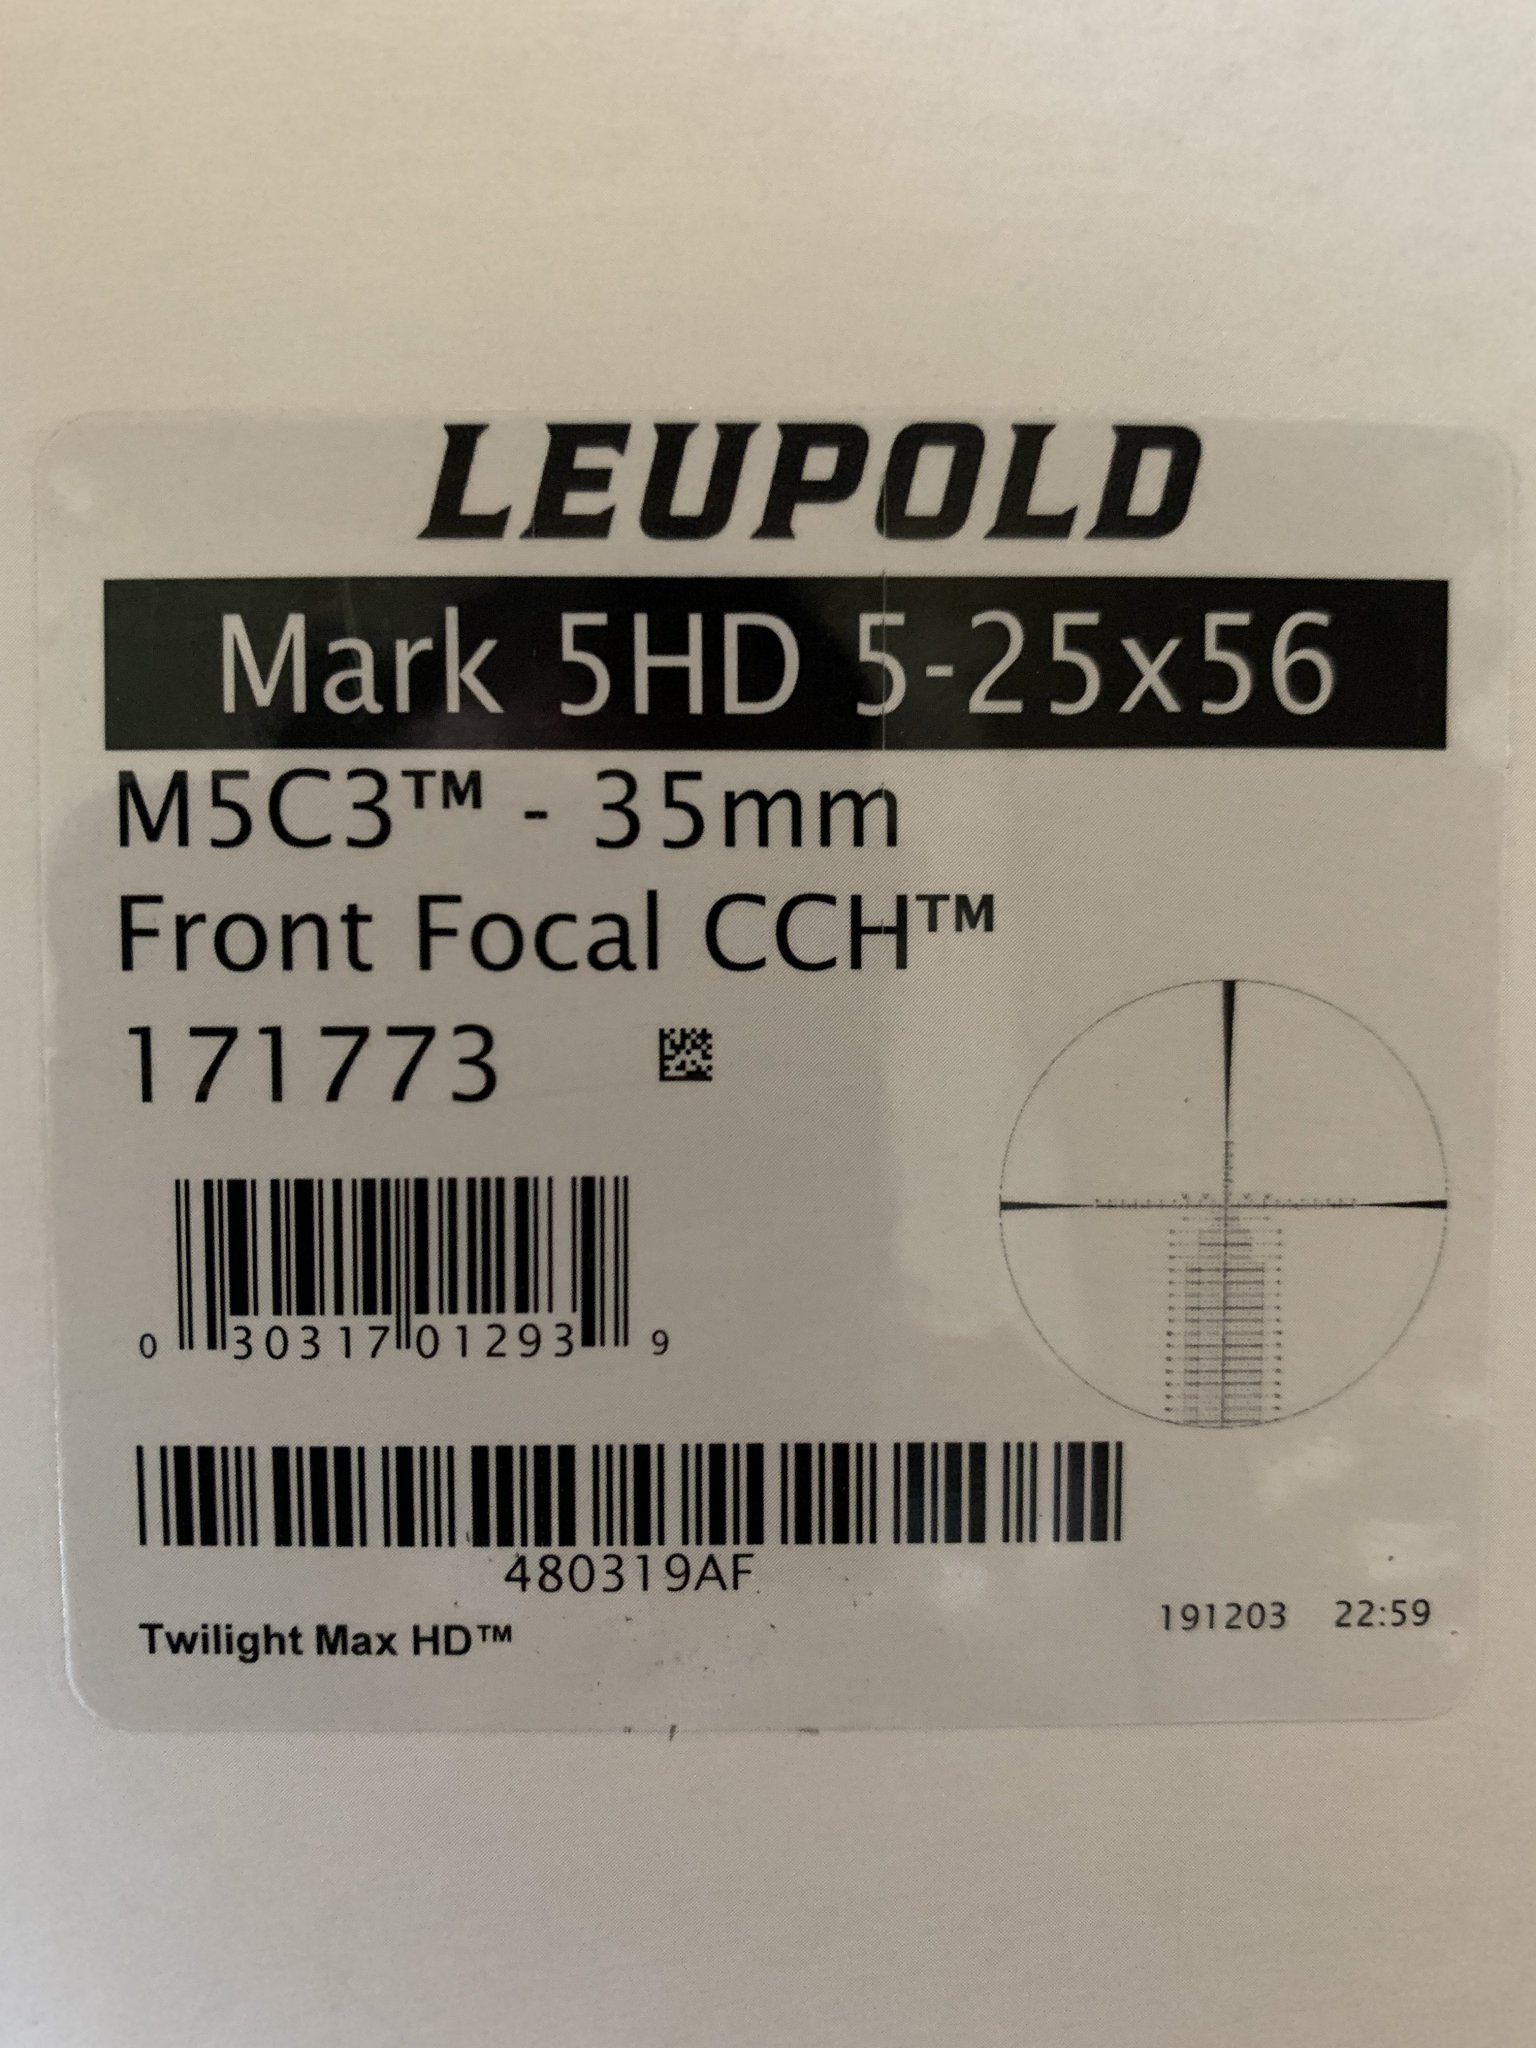 LEUPOLD
Mark 5HD 5-25x56
M5C3™ - 35mm
Front Focal CCH™
171773
0 30317 01293 9
480319AF
Twilight Max HD™
191203 22:59